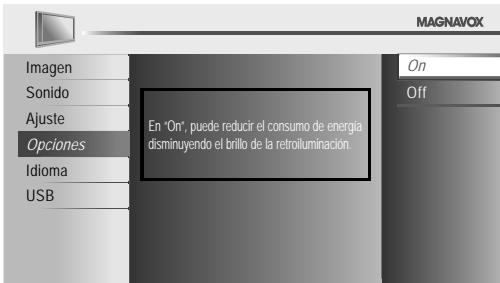 MAGNAVOX
Imagen
Sonido
Ajuste
Opciones
Idioma
USB
En “On”, puede reducir el consumo de energía
disminuyendo el brillo de la retroiluminación.
On
Off